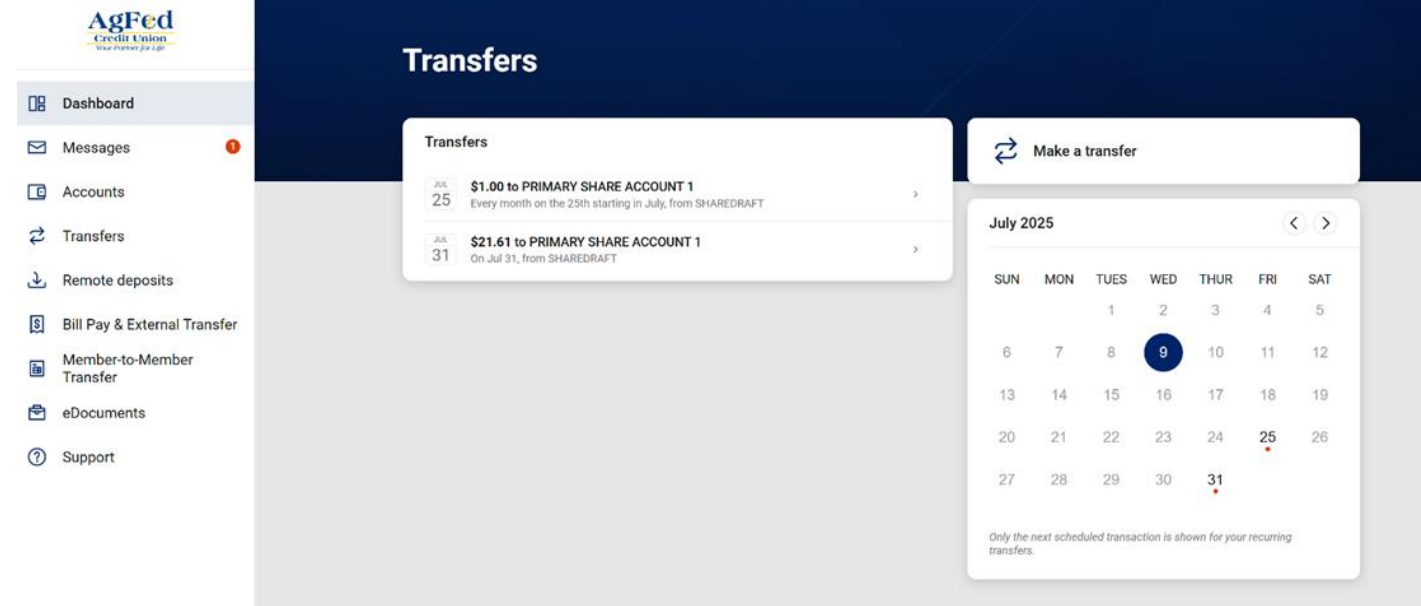 AgFed
Credit Union
Your Partner for Life
Dashboard
Messages
1
Accounts
Transfers
Remote deposits
Bill Pay & External Transfer
Member-to-Member
Transfer
eDocuments
Support
Transfers
Transfers
JUL
25
$1.00 to PRIMARY SHARE ACCOUNT 1
Every month on the 25th starting in July, from SHAREDRAFT
JUL
31
$21.61 to PRIMARY SHARE ACCOUNT 1
On Jul 31, from SHAREDRAFT
Make a transfer
July 2025
SUN MON TUES WED THUR FRI SAT
1 2 3 4 5
6 7 8 9 10 11 12
13 14 15 16 17 18 19
20 21 22 23 24 25 26
27 28 29 30 31
Only the next scheduled transaction is shown for your recurring
transfers.